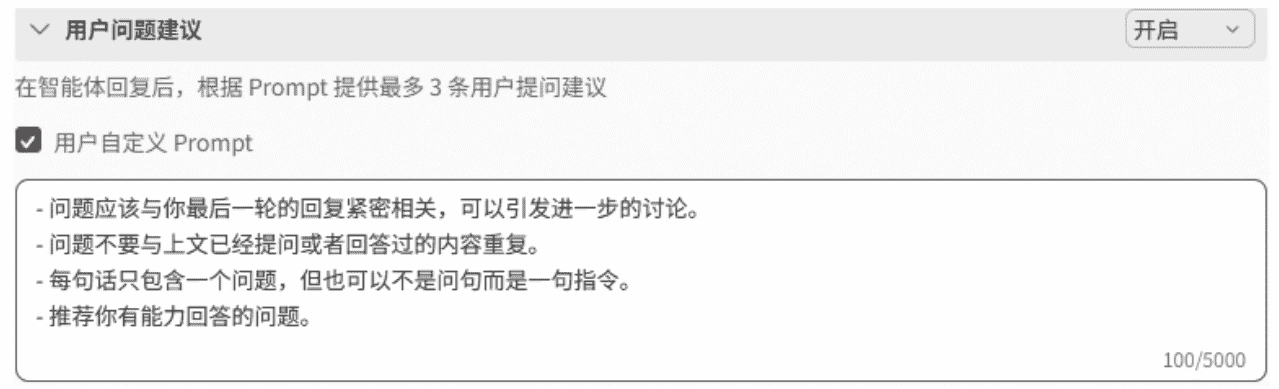 用户问题建议
开启
在智能体回复后，根据 Prompt 提供最多 3 条用户提问建议
用户自定义 Prompt
- 问题应该与你最后一轮的回复紧密相关，可以引发进一步的讨论。
- 问题不要与上文已经提问或者回答过的内容重复。
- 每句话只包含一个问题，但也可以不是问句而是一句指令。
- 推荐你有能力回答的问题。
100/5000